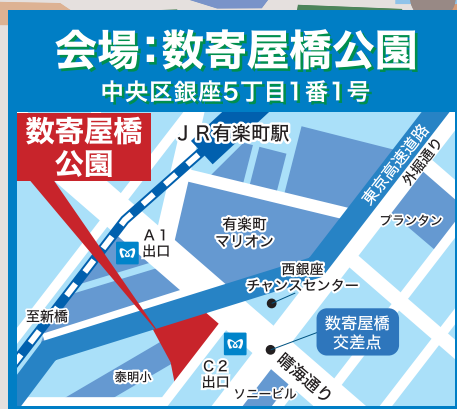 会場：数寄屋橋公園
中央区銀座5丁目1番1号
数寄屋橋
公園
JR有楽町駅
東京高速道路
外堀通り
プランタン
有楽町
マリオン
A1
出口
西銀座
チャンスセンター
至新橋
数寄屋橋
交差点
泰明小
C2
出口
ソニービル
晴海通り